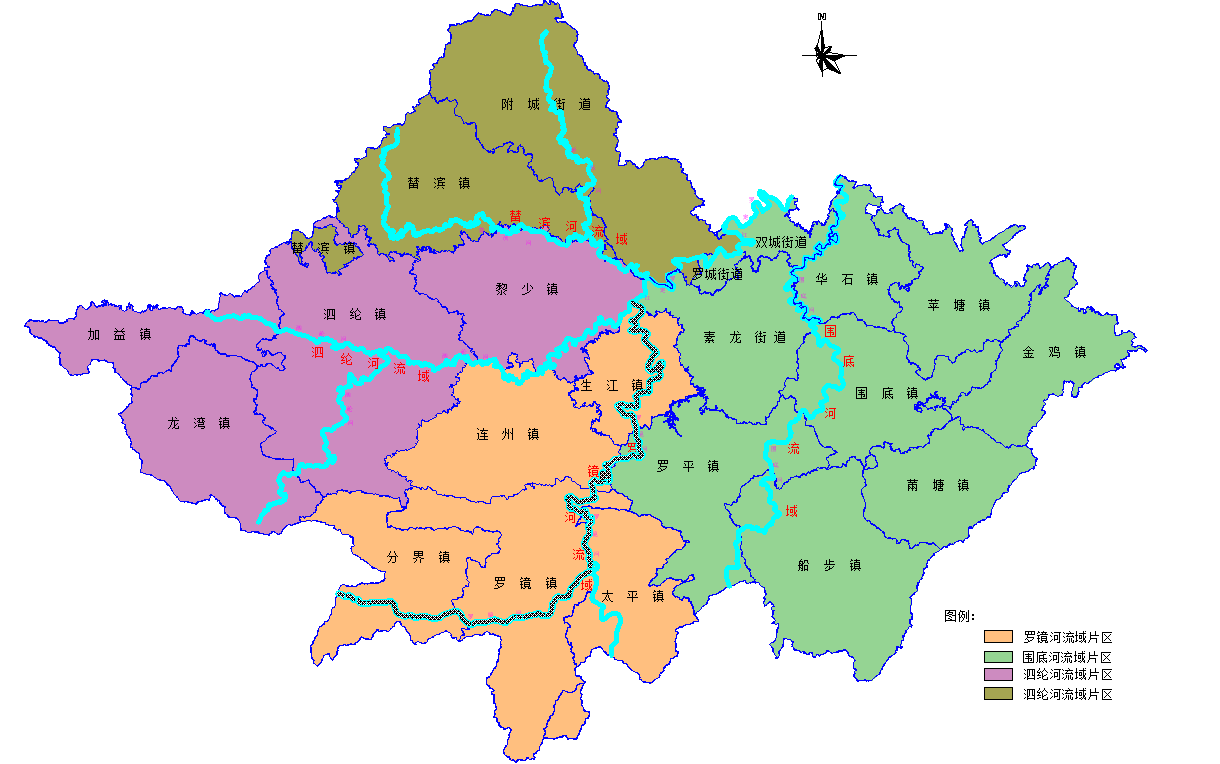 N
附城街道
䓣滨镇
䓣滨河流域
双城街道
䓣滨镇
罗城街道
华石镇
黎少镇
泗纶镇
苹塘镇
加益镇
素龙街道
围底河流域
金鸡镇
泗纶河流域
生江镇
围底镇
龙湾镇
连州镇
罗镜河流域
罗平镇
莆塘镇
分界镇
船步镇
罗镜镇
太平镇
图例:
罗镜河流域片区
围底河流域片区
泗纶河流域片区
泗纶河流域片区